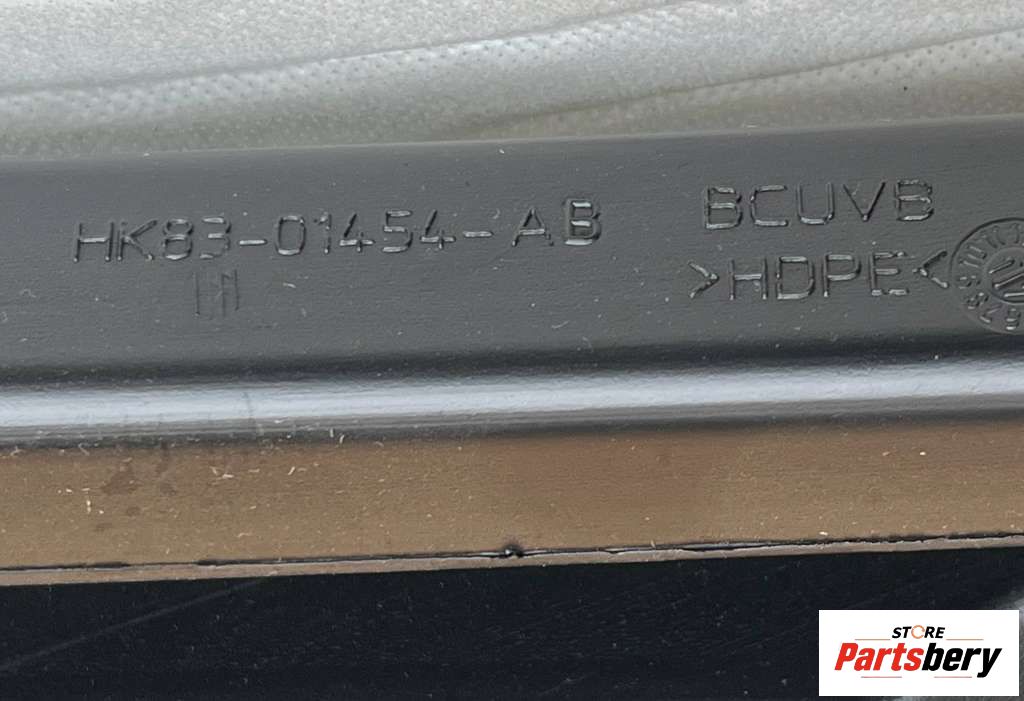 HK83-01454-AB
BCUVB
>HDPE<
STORE
Partsbery